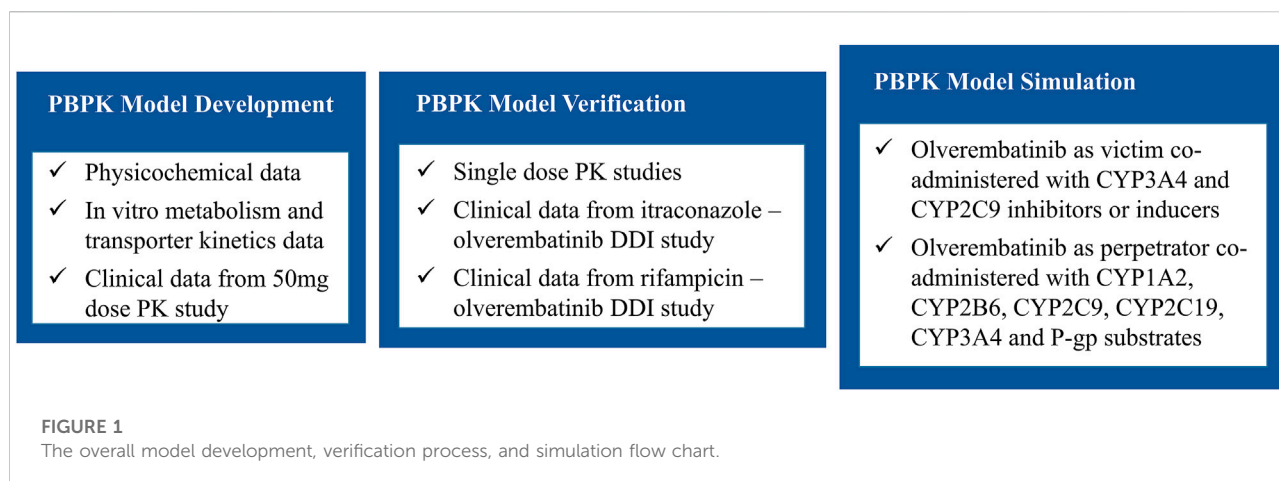 PBPK Model Development
✓ Physicochemical data
✓ In vitro metabolism and
transporter kinetics data
✓ Clinical data from 50mg
dose PK study
PBPK Model Verification
✓ Single dose PK studies
✓ Clinical data from itraconazole –
olverembatinib DDI study
✓ Clinical data from rifampicin –
olverembatinib DDI study
PBPK Model Simulation
✓ Olverembatinib as victim co-
administered with CYP3A4 and
CYP2C9 inhibitors or inducers
✓ Olverembatinib as perpetrator co-
administered with CYP1A2,
CYP2B6, CYP2C9, CYP2C19,
CYP3A4 and P-gp substrates
FIGURE 1
The overall model development, verification process, and simulation flow chart.